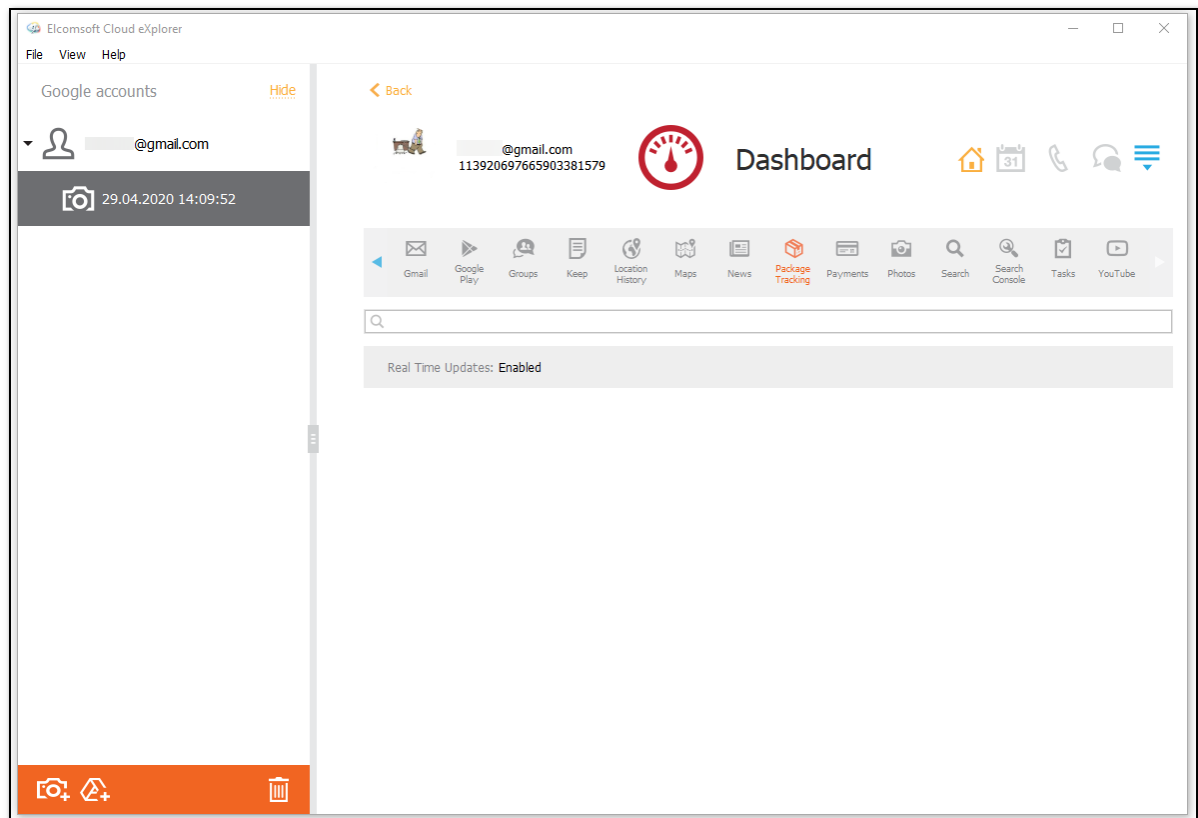 Elcomsoft Cloud eXplorer
File View Help
Google accounts Hide
@gmail.com
29.04.2020 14:09:52
Back
@gmail.com
113920697665903381579
Dashboard
31
Gmail
Google Play
Groups
Keep
Location History
Maps
News
Package Tracking
Payments
Photos
Search
Search Console
Tasks
YouTube
Real Time Updates: Enabled